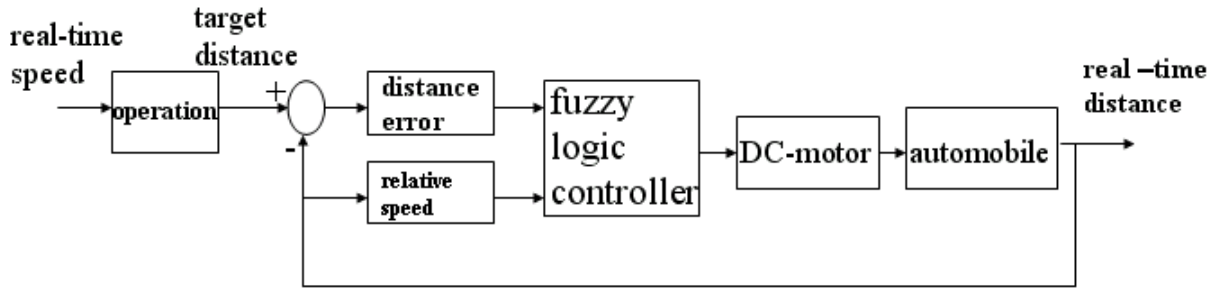 real-time
speed
target
distance
operation
+
-
distance
error
relative
speed
fuzzy
logic
controller
DC-motor
automobile
real –time
distance